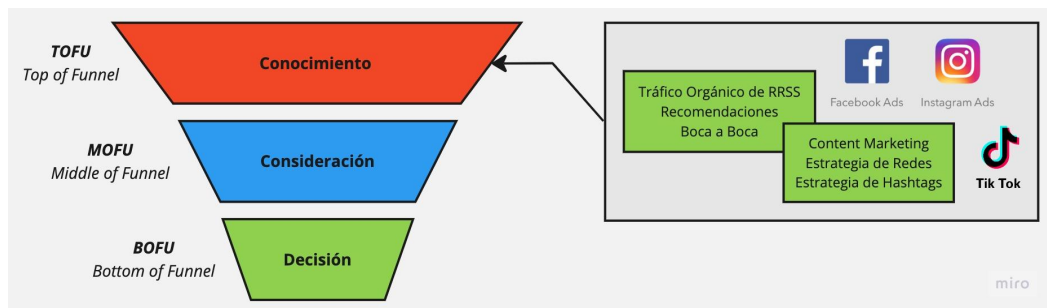 TOFU
Top of Funnel
Conocimiento
MOFU
Middle of Funnel
Consideración
BOFU
Bottom of Funnel
Decisión
Tráfico Orgánico de RRSS
Recomendaciones
Boca a Boca
Facebook Ads
Instagram Ads
Content Marketing
Estrategia de Redes
Estrategia de Hashtags
Tik Tok
miro